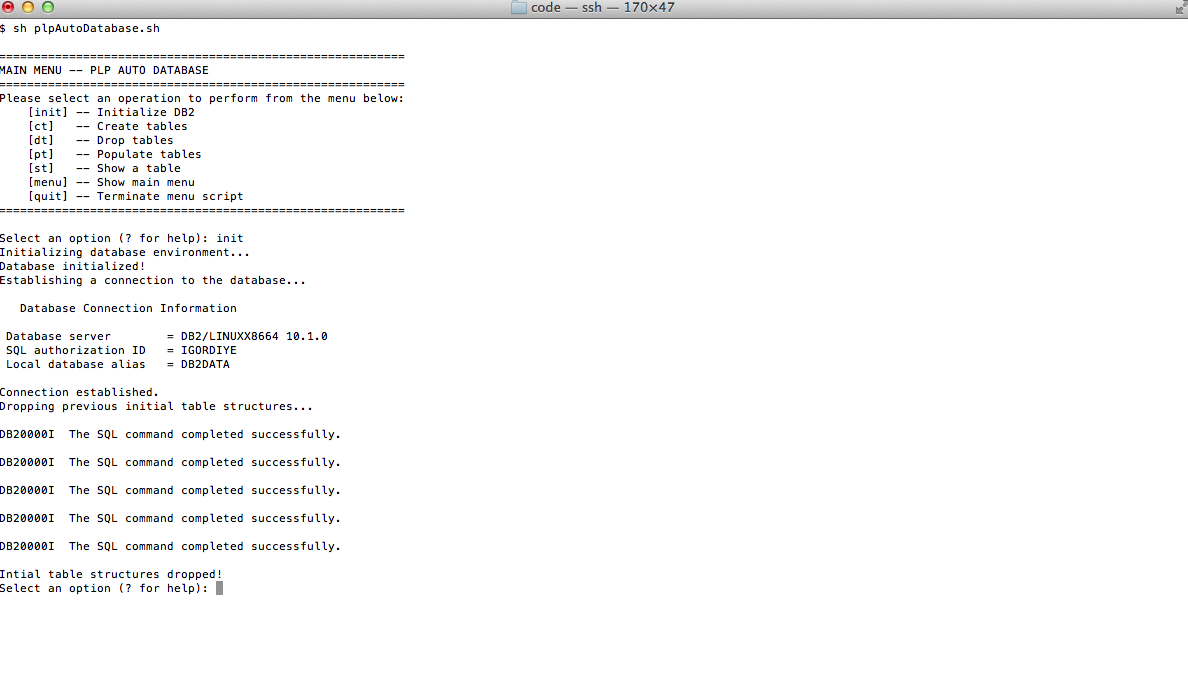 code — ssh — 170×47
$ sh plpAutoDatabase.sh
==========================================================
MAIN MENU -- PLP AUTO DATABASE
==========================================================
Please select an operation to perform from the menu below:
[init] -- Initialize DB2
[ct] -- Create tables
[dt] -- Drop tables
[pt] -- Populate tables
[st] -- Show a table
[menu] -- Show main menu
[quit] -- Terminate menu script
==========================================================
Select an option (? for help): init
Initializing database environment...
Database initialized!
Establishing a connection to the database...
Database Connection Information
Database server = DB2/LINUXX8664 10.1.0
SQL authorization ID = IGORDIYE
Local database alias = DB2DATA
Connection established.
Dropping previous initial table structures...
DB20000I The SQL command completed successfully.
DB20000I The SQL command completed successfully.
DB20000I The SQL command completed successfully.
DB20000I The SQL command completed successfully.
DB20000I The SQL command completed successfully.
Intial table structures dropped!
Select an option (? for help):